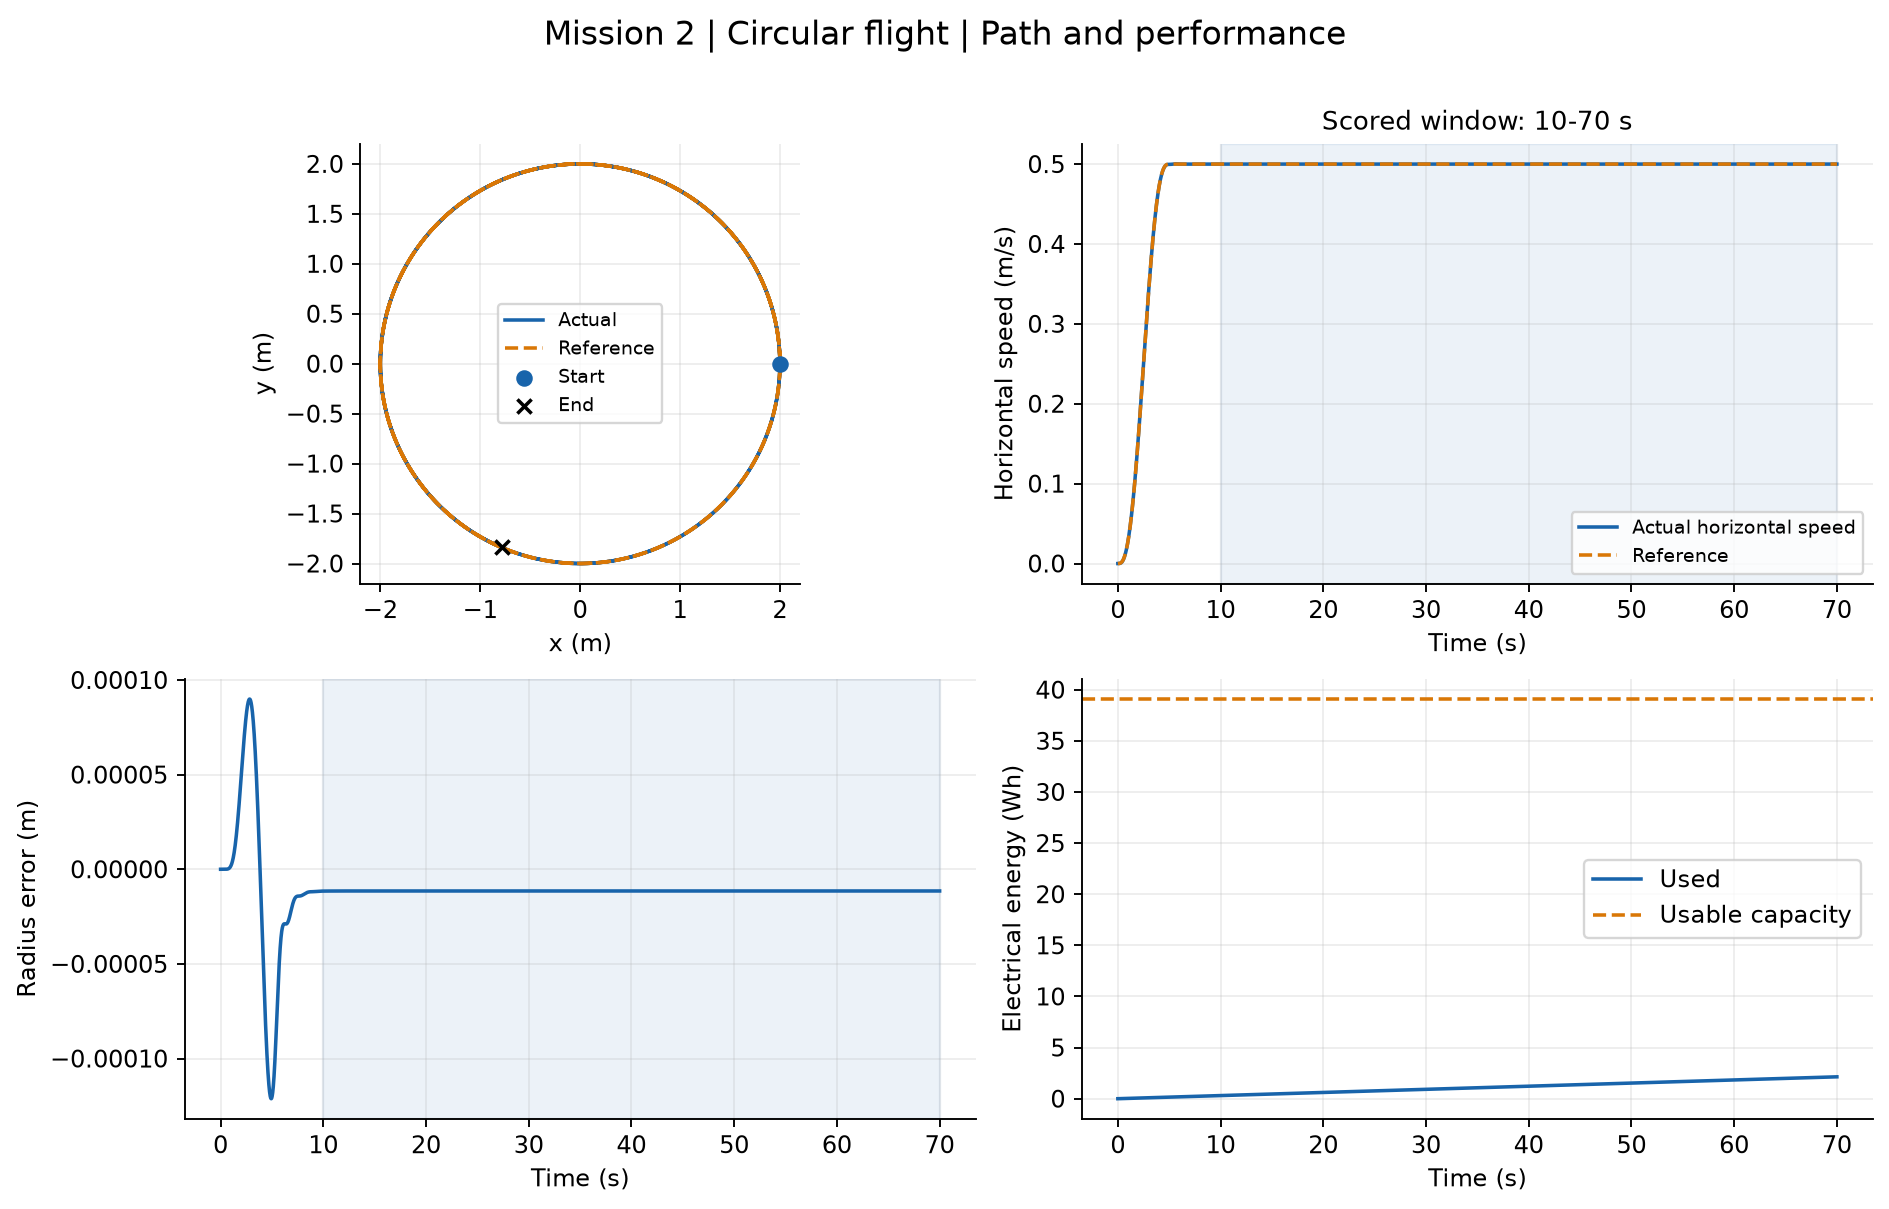 Mission 2 | Circular flight | Path and performance
2.0
1.5
1.0
0.5
0.0
−0.5
−1.0
−1.5
−2.0
y (m)
Actual
Reference
Start
End
−2 −1 0 1 2
x (m)
Scored window: 10-70 s
0.5
0.4
0.3
0.2
0.1
0.0
Horizontal speed (m/s)
Actual horizontal speed
Reference
0 10 20 30 40 50 60 70
Time (s)
0.00010
0.00005
0.00000
−0.00005
−0.00010
Radius error (m)
0 10 20 30 40 50 60 70
Time (s)
40
35
30
25
20
15
10
5
0
Electrical energy (Wh)
Used
Usable capacity
0 10 20 30 40 50 60 70
Time (s)